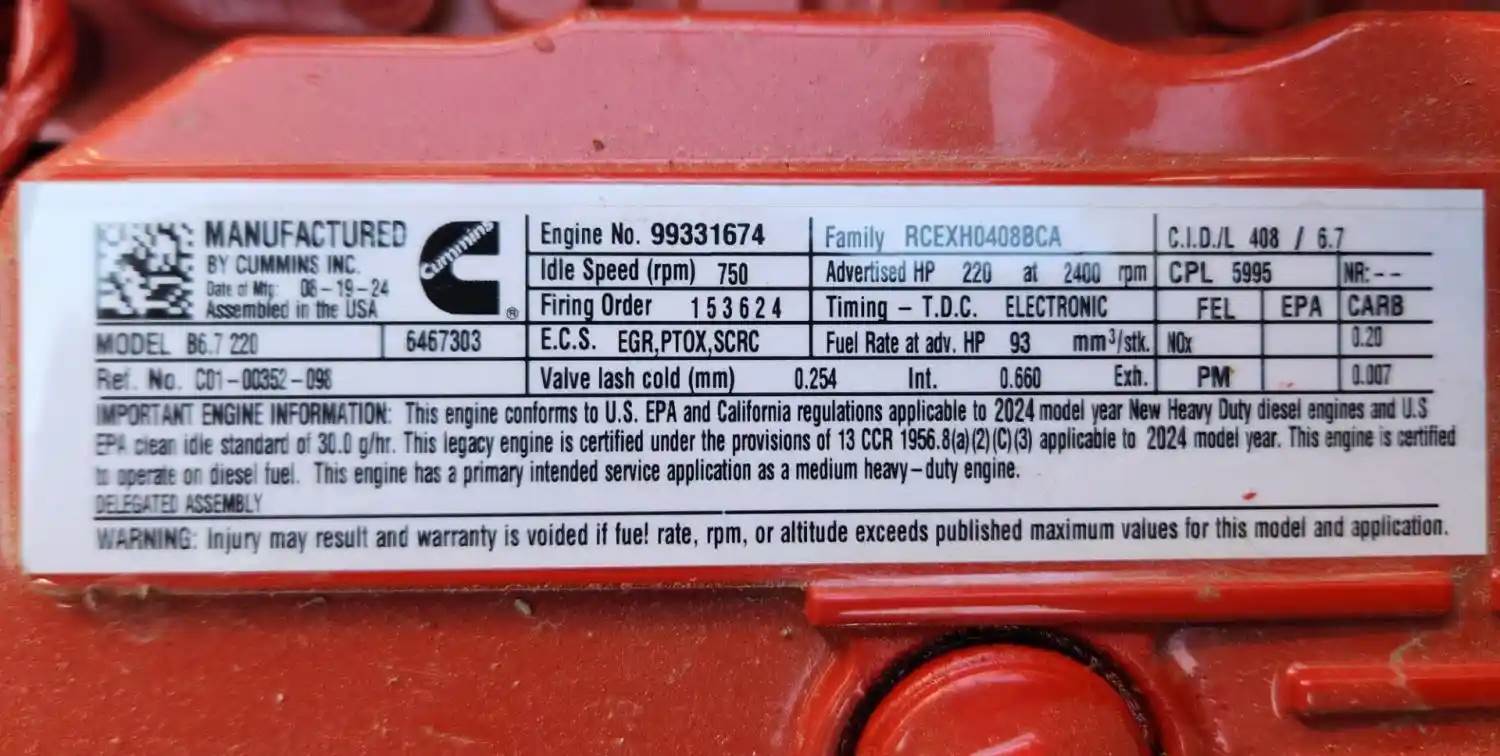 MANUFACTURED
BY CUMMINS INC.
Date of Mfg: 08-19-24
Assembled in the USA
Cummins ®
MODEL B6.7 220 6467303
Ref. No. C01-00352-098
Engine No. 99331674 Family RCEXH0408BCA C.I.D./L 408 / 6.7
Idle Speed (rpm) 750 Advertised HP 220 at 2400 rpm CPL 5995 NR:--
Firing Order 153624 Timing - T.D.C. ELECTRONIC FEL EPA CARB
E.C.S. EGR,PTOX,SCRC Fuel Rate at adv. HP 93 mm³/stk. NOx 0.20
Valve lash cold (mm) 0.254 Int. 0.660 Exh. PM 0.007
IMPORTANT ENGINE INFORMATION: This engine conforms to U.S. EPA and California regulations applicable to 2024 model year New Heavy Duty diesel engines and U.S
EPA clean idle standard of 30.0 g/hr. This legacy engine is certified under the provisions of 13 CCR 1956.8(a)(2)(C)(3) applicable to 2024 model year. This engine is certified
to operate on diesel fuel. This engine has a primary intended service application as a medium heavy-duty engine.
DELEGATED ASSEMBLY
WARNING: Injury may result and warranty is voided if fuel rate, rpm, or altitude exceeds published maximum values for this model and application.